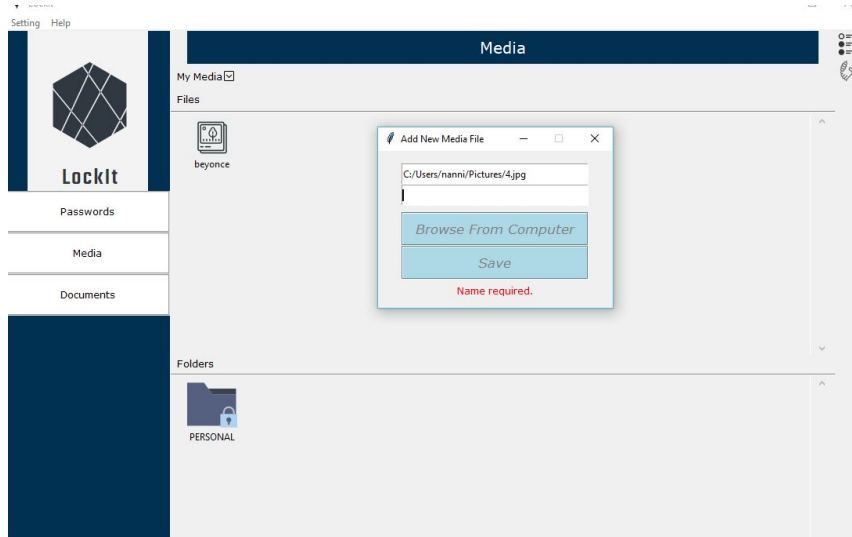 Setting Help
Media
My Media
Files
beyonce
LockIt
Passwords
Media
Documents
Add New Media File
C:/Users/nanni/Pictures/4.jpg
Browse From Computer
Save
Name required.
Folders
PERSONAL